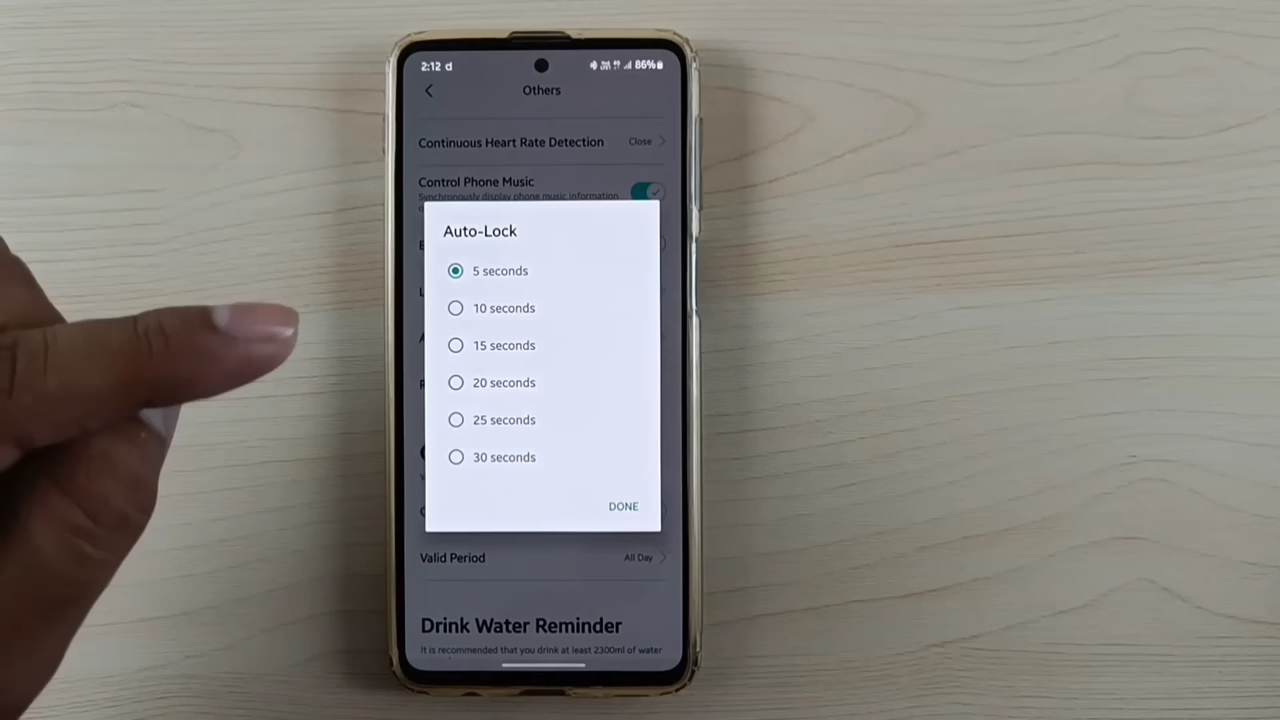 2:12 d
86%
Others
Continuous Heart Rate Detection
Close
Control Phone Music
Synchronously display phone music information
Auto-Lock
5 seconds
10 seconds
15 seconds
20 seconds
25 seconds
30 seconds
DONE
Valid Period
All Day
Drink Water Reminder
It is recommended that you drink at least 2300ml of water